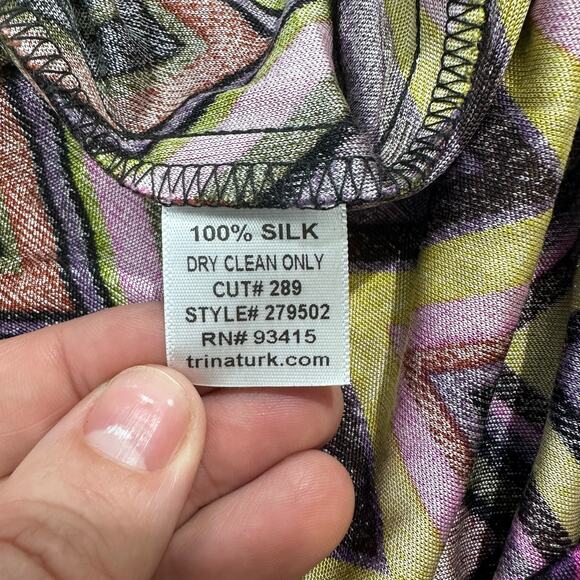 100% SILK
DRY CLEAN ONLY
CUT# 289
STYLE# 279502
RN# 93415
trinaturk.com